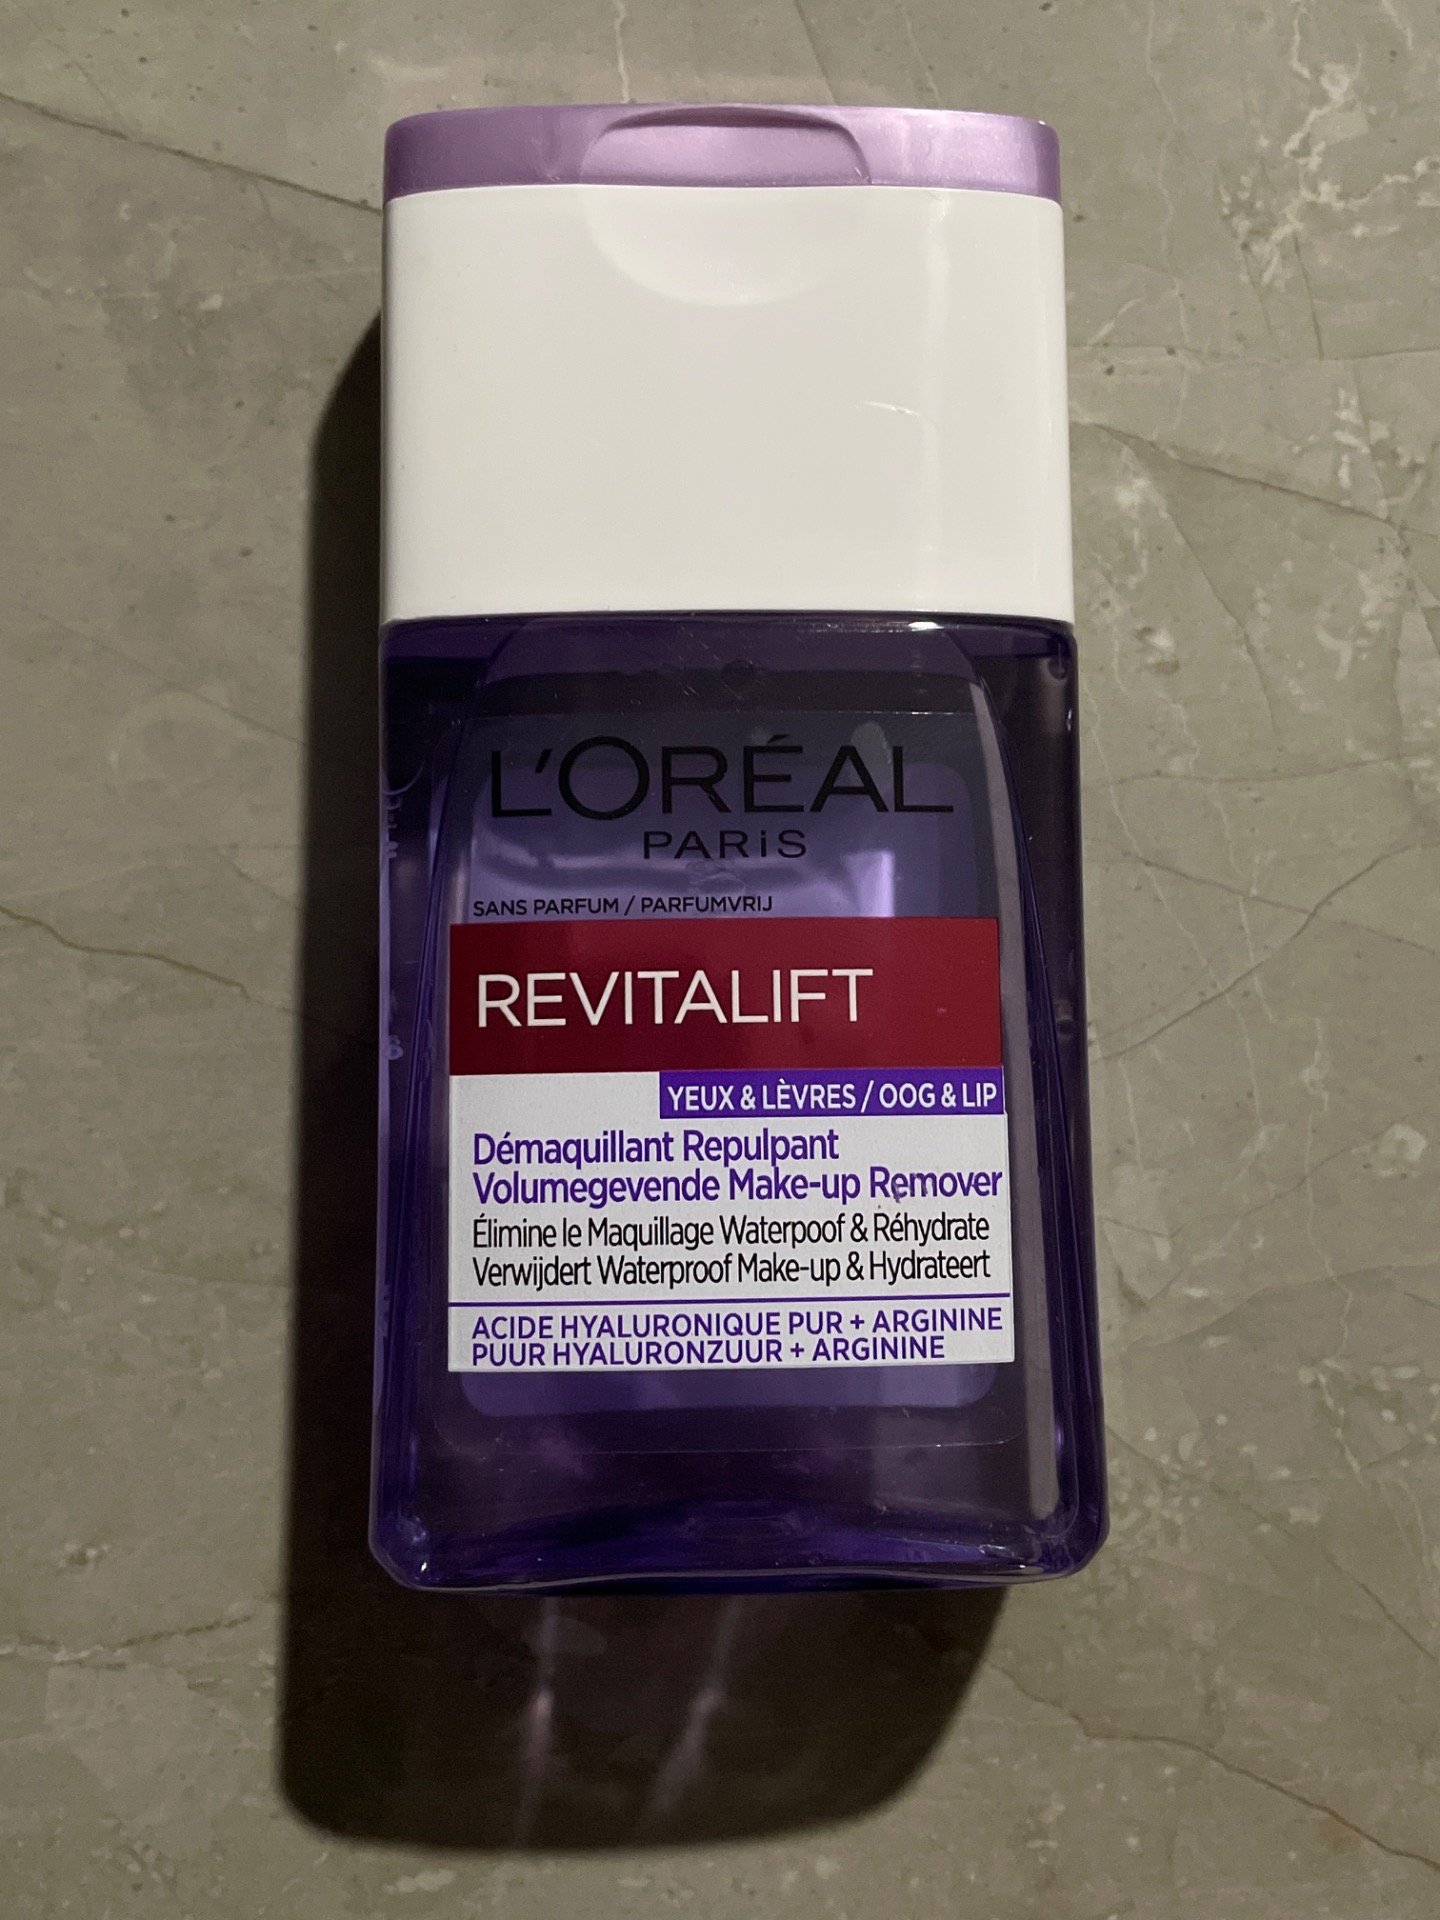 L'ORÉAL
PARiS
SANS PARFUM / PARFUMVRIJ
REVITALIFT
YEUX & LÈVRES / OOG & LIP
Démaquillant Repulpant
Volumegevende Make-up Remover
Élimine le Maquillage Waterpoof & Réhydrate
Verwijdert Waterproof Make-up & Hydrateert
ACIDE HYALURONIQUE PUR + ARGININE
PUUR HYALURONZUUR + ARGININE